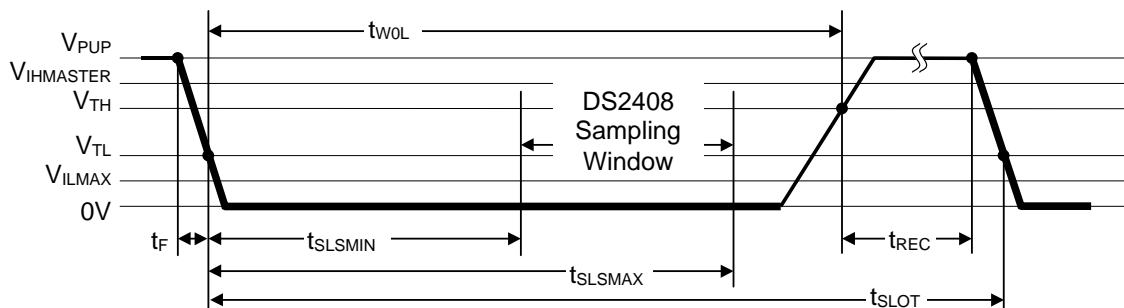 tW0L
VPUP
VIHMASTER
VTH
VTL
VILMAX
0V
DS2408
Sampling
Window
tF
tSLSMIN
tREC
tSLSMAX
tSLOT